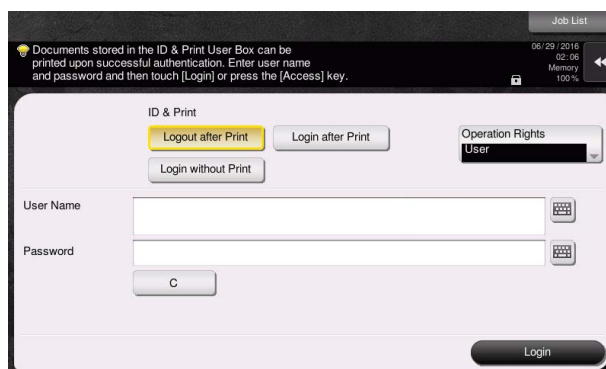 Job List
Documents stored in the ID & Print User Box can be
printed upon successful authentication. Enter user name
and password and then touch [Login] or press the [Access] key.
06/29/2016
02:06
Memory
100%
ID & Print
Logout after Print
Login after Print
Login without Print
Operation Rights
User
User Name
Password
C
Login